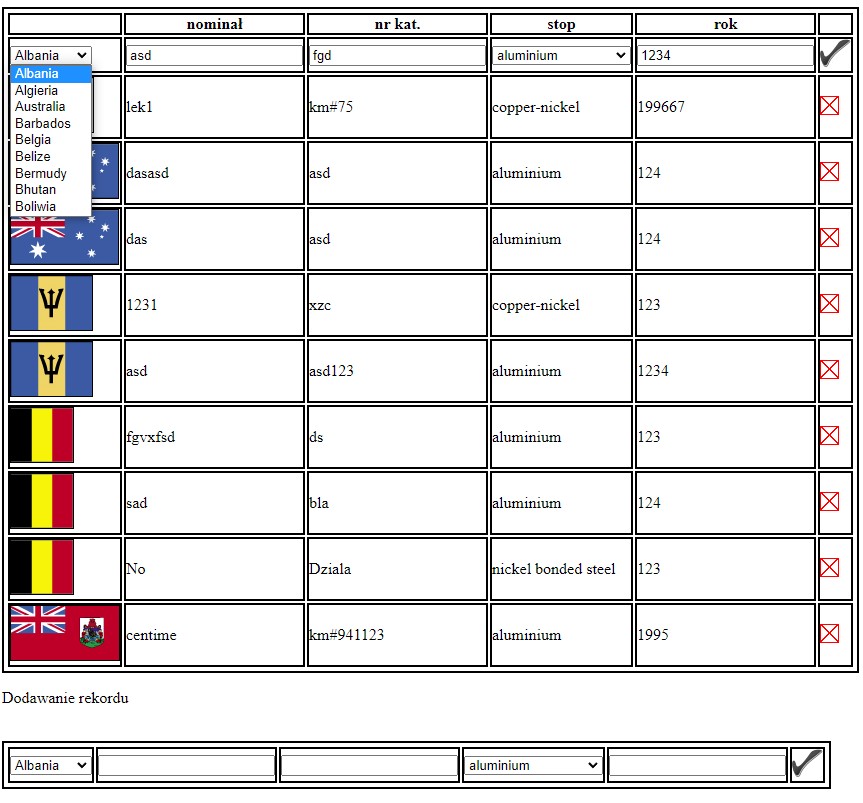 nominał nr kat. stop rok
Albania asd fgd aluminium 1234
Albania
Algieria
Australia
Barbados
Belgia
Belize
Bermudy
Bhutan
Boliwia
lek1 km#75 copper-nickel 199667
dasasd asd aluminium 124
das asd aluminium 124
1231 xzc copper-nickel 123
asd asd123 aluminium 1234
fgvxfsd ds aluminium 123
sad bla aluminium 124
No Dziala nickel bonded steel 123
centime km#941123 aluminium 1995
Dodawanie rekordu
Albania aluminium